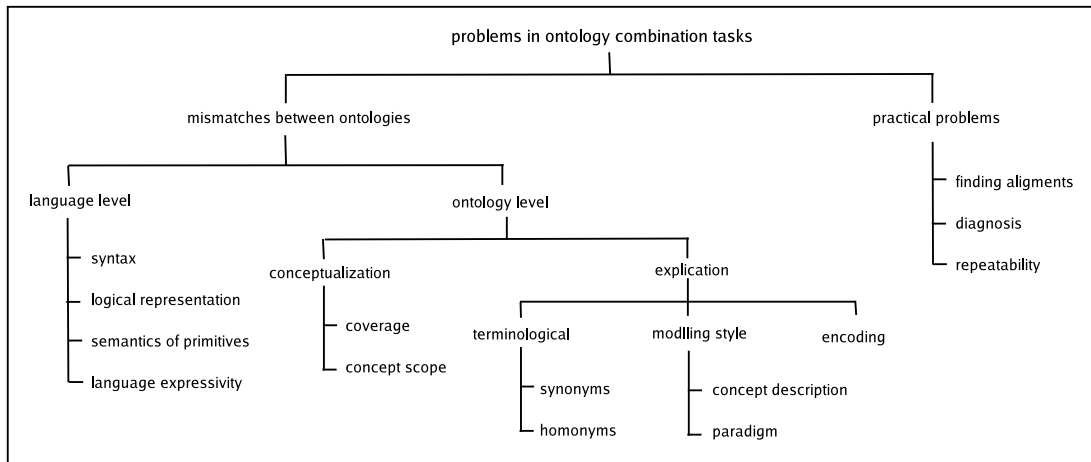 problems in ontology combination tasks
mismatches between ontologies
practical problems
language level
ontology level
finding aligments
diagnosis
repeatability
syntax
logical representation
semantics of primitives
language expressivity
conceptualization
coverage
concept scope
explication
terminological
synonyms
homonyms
modlling style
concept description
paradigm
encoding